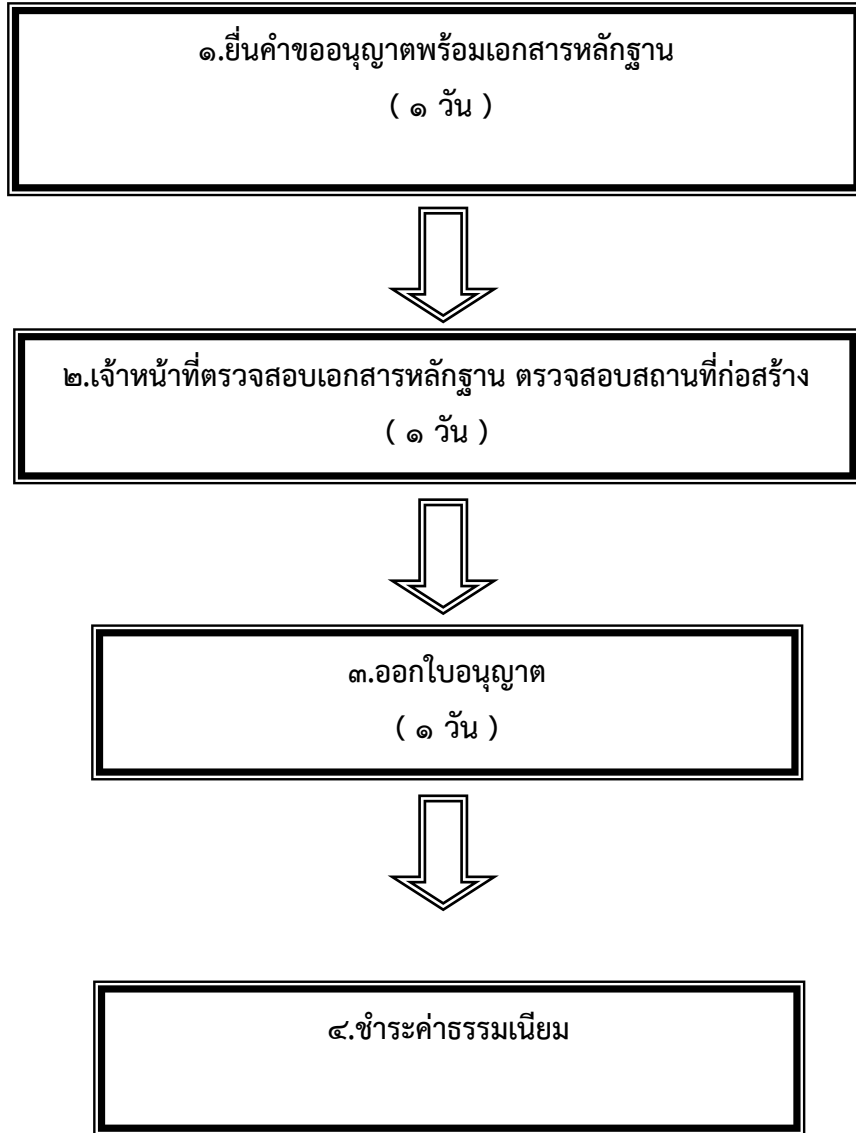 ๑.ยื่นคำขออนุญาตพร้อมเอกสารหลักฐาน
( ๑ วัน )
๒.เจ้าหน้าที่ตรวจสอบเอกสารหลักฐาน ตรวจสอบสถานที่ก่อสร้าง
( ๑ วัน )
๓.ออกใบอนุญาต
( ๑ วัน )
๔.ชำระค่าธรรมเนียม